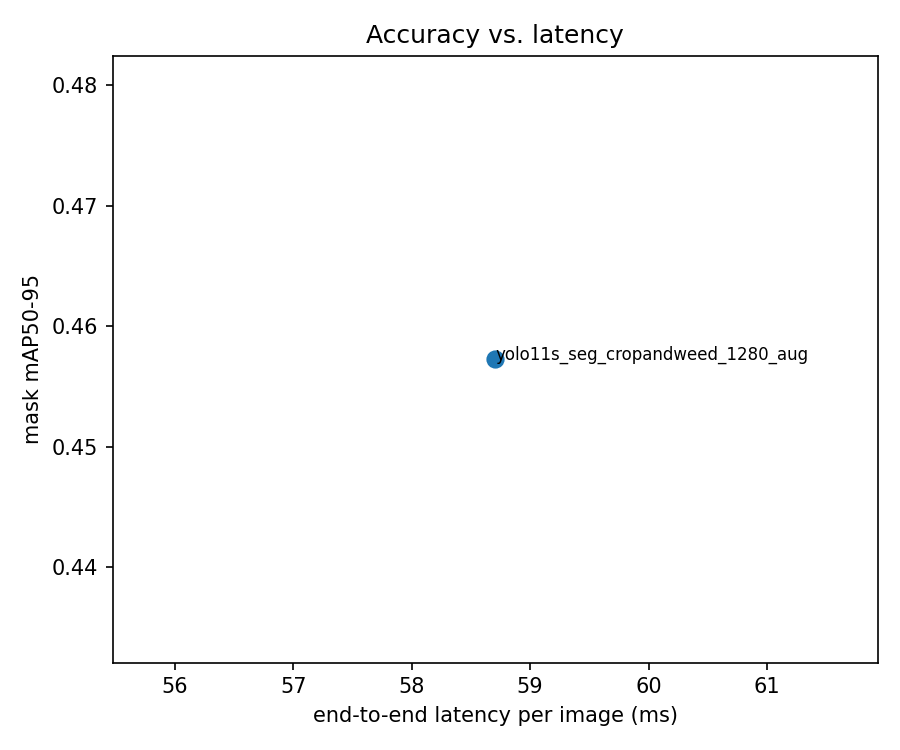 Accuracy vs. latency
0.48
0.47
0.46
0.45
0.44
mask mAP50-95
yolo11s_seg_cropandweed_1280_aug
56 57 58 59 60 61
end-to-end latency per image (ms)